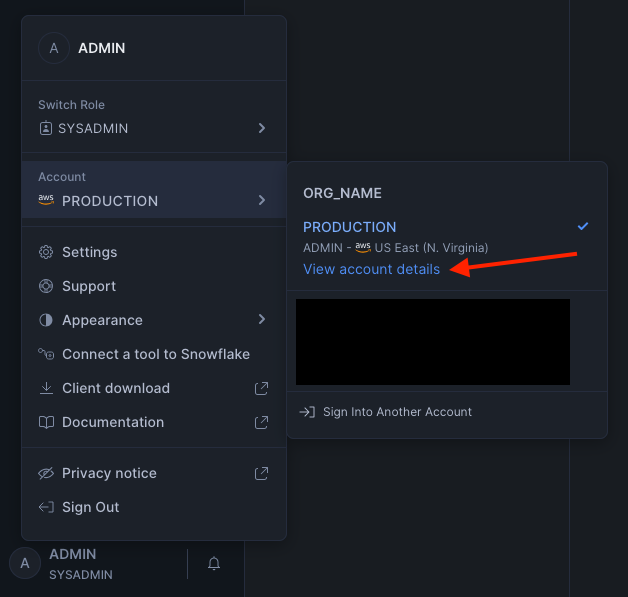 A ADMIN
Switch Role
SYSADMIN
Account
aws PRODUCTION
Settings
Support
Appearance
Connect a tool to Snowflake
Client download
Documentation
Privacy notice
Sign Out
A ADMIN
SYSADMIN
ORG_NAME
PRODUCTION
ADMIN - aws US East (N. Virginia)
View account details
Sign Into Another Account